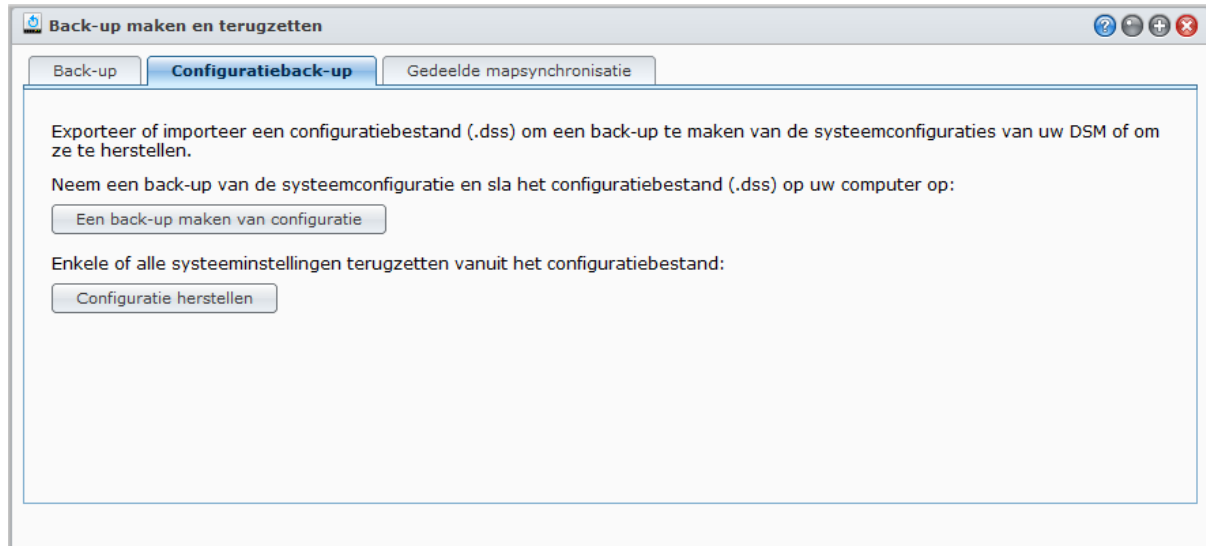 Back-up maken en terugzetten
Back-up
Configuratieback-up
Gedeelde mapsynchronisatie
Exporteer of importeer een configuratiebestand (.dss) om een back-up te maken van de systeemconfiguraties van uw DSM of om
ze te herstellen.
Neem een back-up van de systeemconfiguratie en sla het configuratiebestand (.dss) op uw computer op:
Een back-up maken van configuratie
Enkele of alle systeeminstellingen terugzetten vanuit het configuratiebestand:
Configuratie herstellen